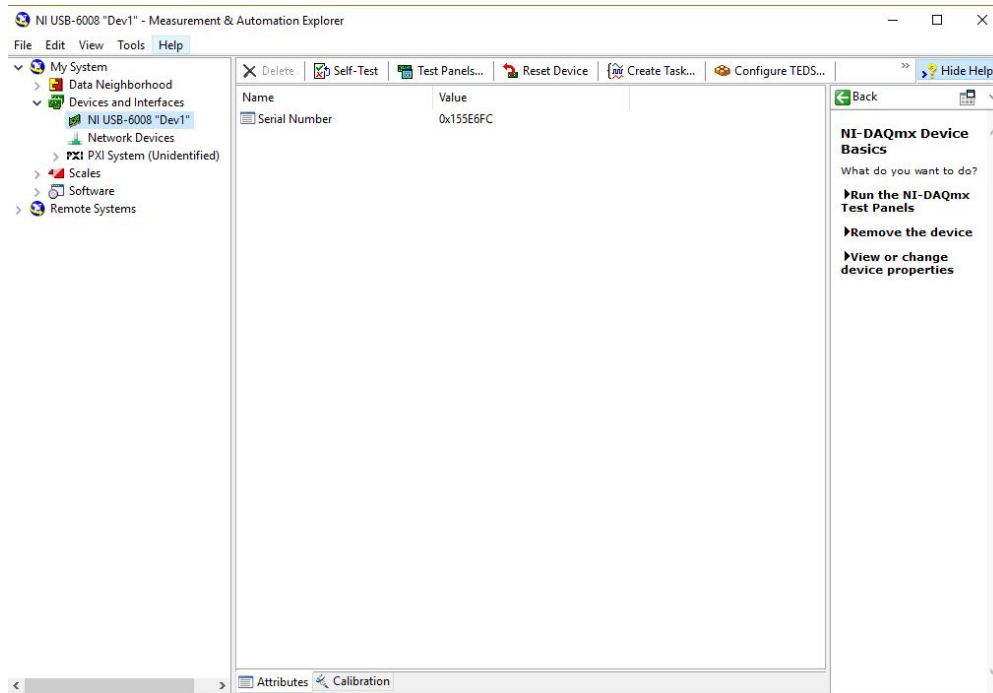 NI USB-6008 "Dev1" - Measurement & Automation Explorer
File Edit View Tools Help
My System
Data Neighborhood
Devices and Interfaces
NI USB-6008 "Dev1"
Network Devices
PXI PXI System (Unidentified)
Scales
Software
Remote Systems
Delete Self-Test Test Panels... Reset Device Create Task... Configure TEDS... » Hide Help
Name Value
Serial Number 0x155E6FC
Attributes Calibration
Back
NI-DAQmx Device
Basics
What do you want to do?
Run the NI-DAQmx
Test Panels
Remove the device
View or change
device properties